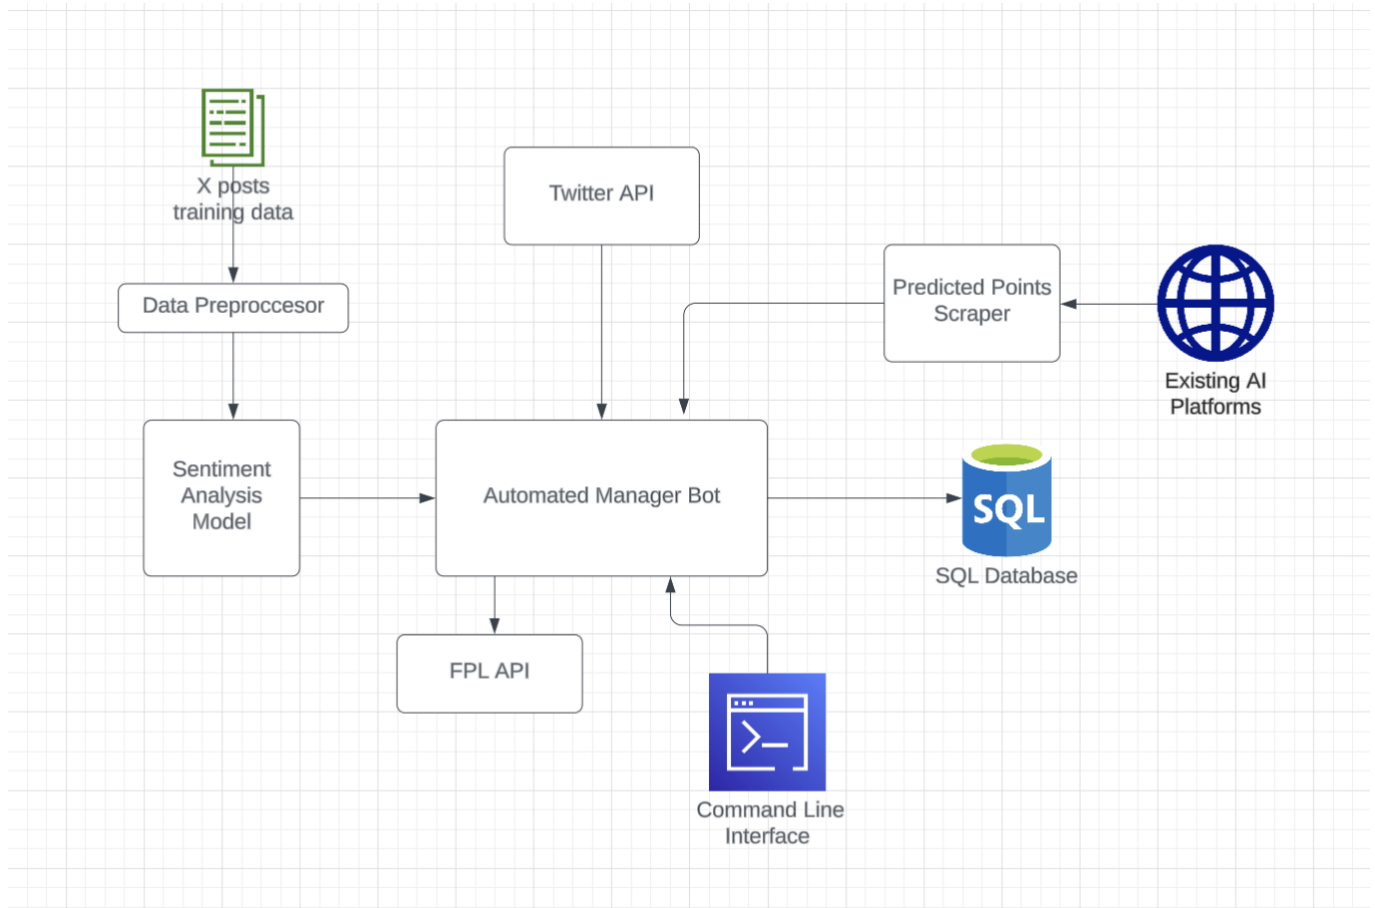 X posts
training data
Twitter API
Data Preproccesor
Predicted Points
Scraper
Existing AI
Platforms
Sentiment
Analysis
Model
Automated Manager Bot
SQL
SQL Database
FPL API
Command Line
Interface